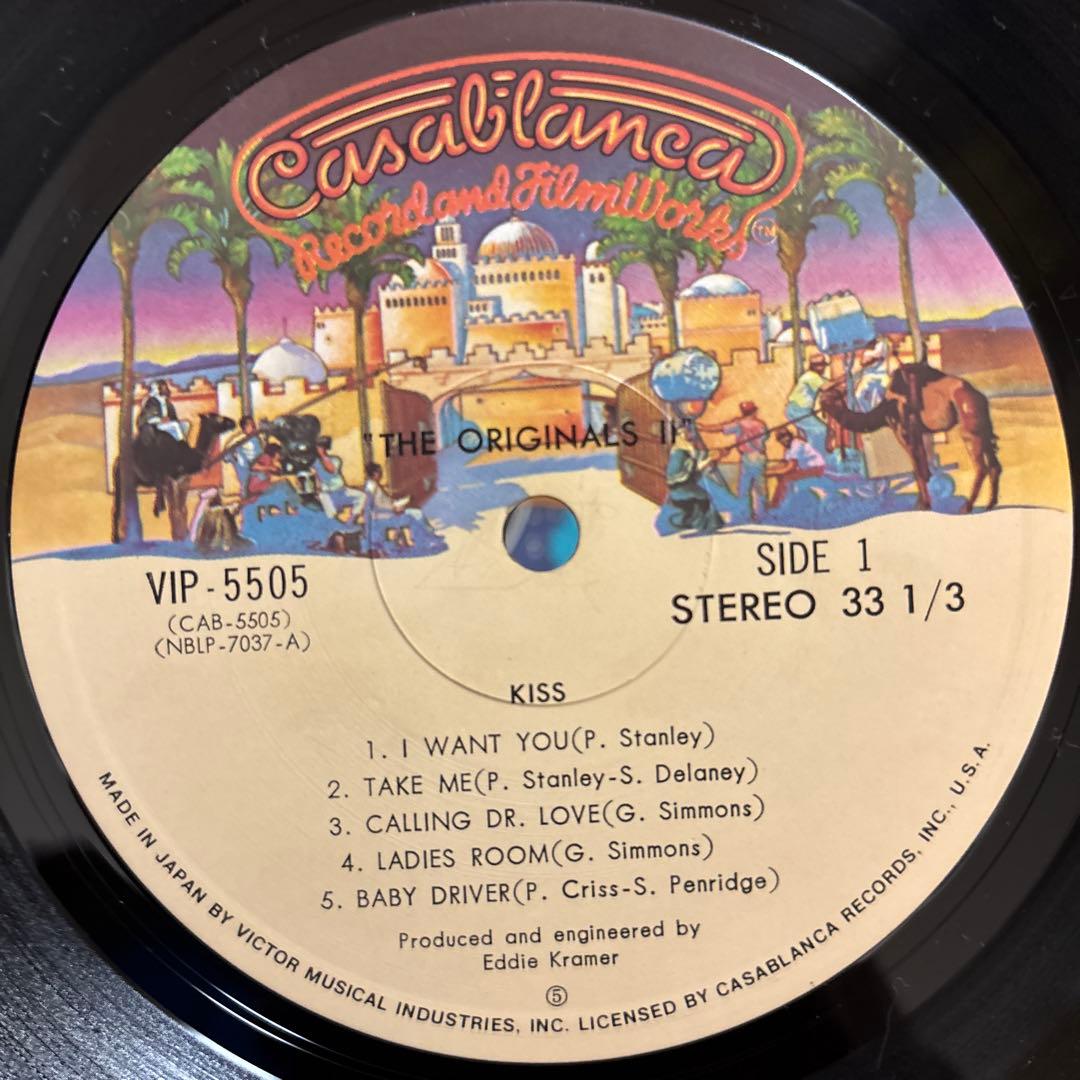 Casablanca
Record and FilmWorks TM
"THE ORIGINALS II"
VIP-5505
(CAB-5505)
(NBLP-7037-A)
SIDE 1
STEREO 33 1/3
KISS
1. I WANT YOU(P. Stanley)
2. TAKE ME(P. Stanley-S. Delaney)
3. CALLING DR. LOVE(G. Simmons)
4. LADIES ROOM(G. Simmons)
5. BABY DRIVER(P. Criss-S. Penridge)
Produced and engineered by
Eddie Kramer
⑤
MADE IN JAPAN BY VICTOR MUSICAL INDUSTRIES, INC. LICENSED BY CASABLANCA RECORDS, INC., U.S.A.